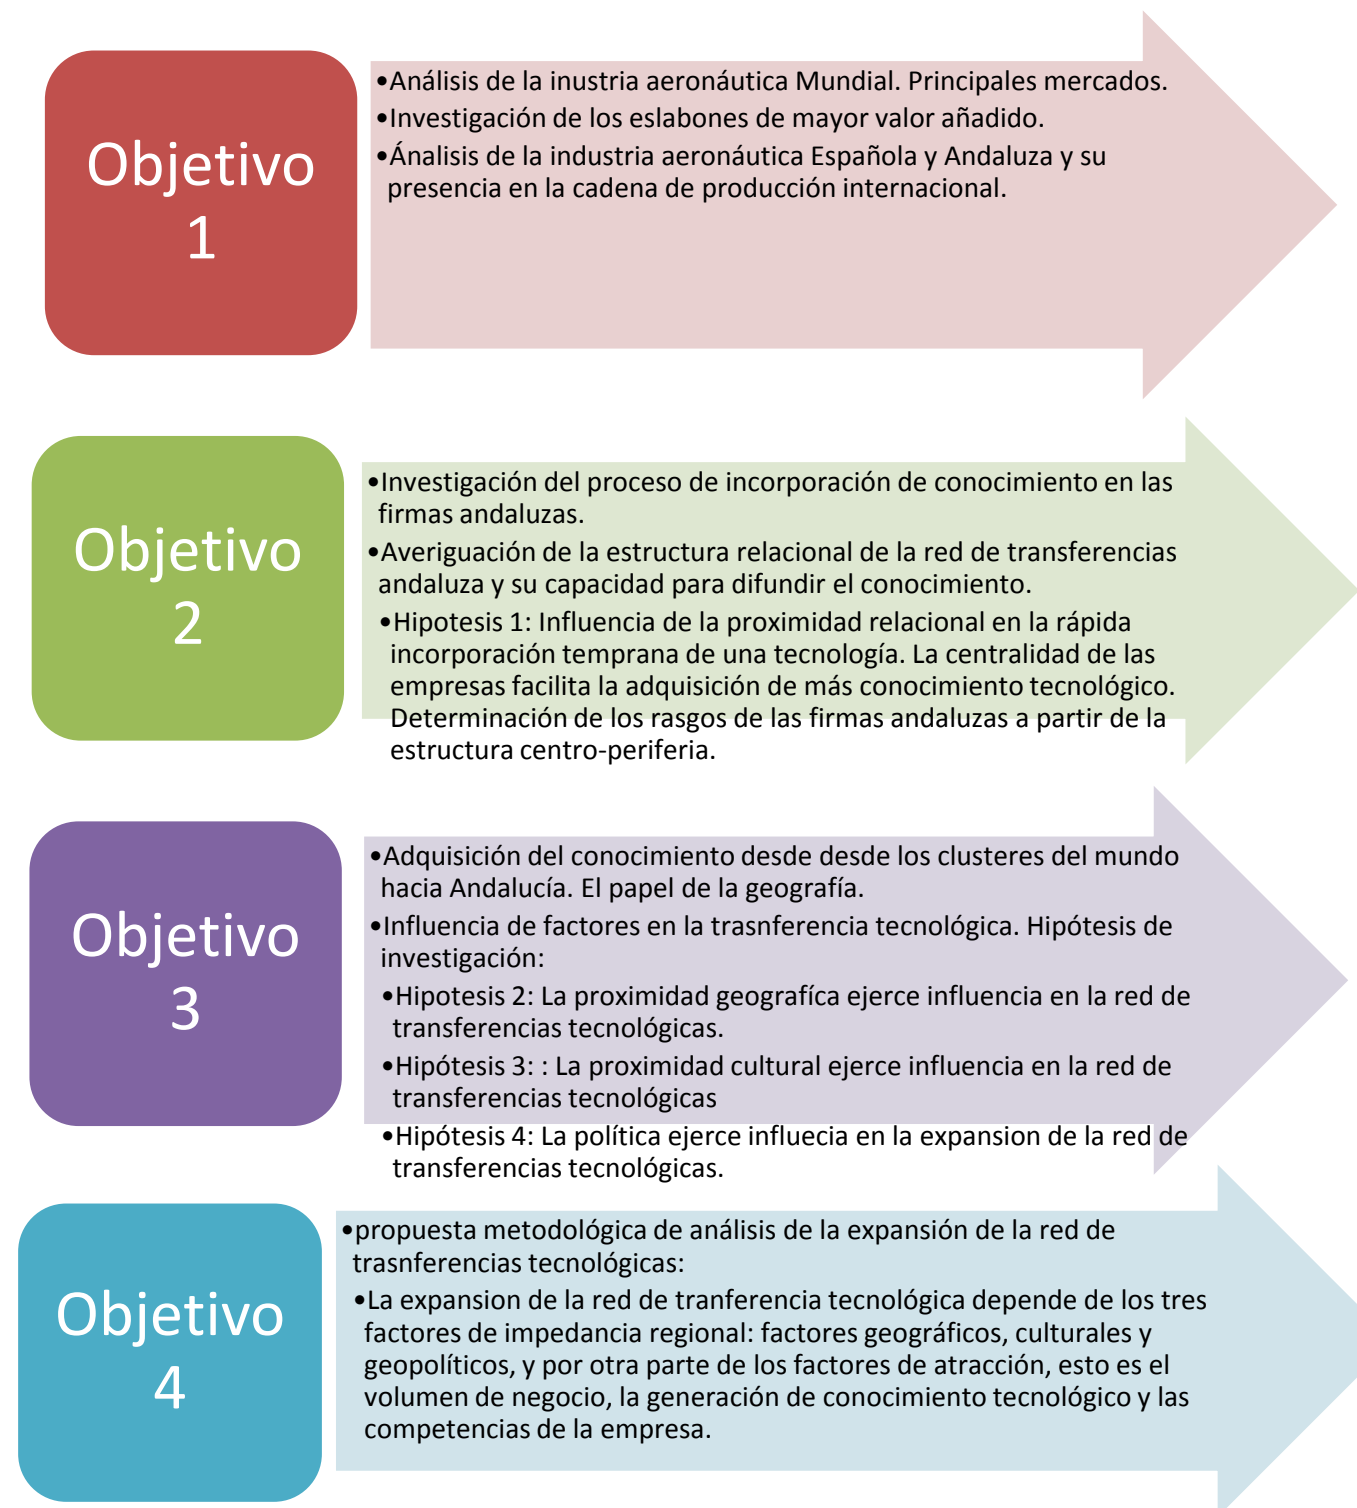 Objetivo
1
•Análisis de la inustria aeronáutica Mundial. Principales mercados.
•Investigación de los eslabones de mayor valor añadido.
•Ánalisis de la industria aeronáutica Española y Andaluza y su
presencia en la cadena de producción internacional.
Objetivo
2
•Investigación del proceso de incorporación de conocimiento en las
firmas andaluzas.
•Averiguación de la estructura relacional de la red de transferencias
andaluza y su capacidad para difundir el conocimiento.
•Hipotesis 1: Influencia de la proximidad relacional en la rápida
incorporación temprana de una tecnología. La centralidad de las
empresas facilita la adquisición de más conocimiento tecnológico.
Determinación de los rasgos de las firmas andaluzas a partir de la
estructura centro-periferia.
Objetivo
3
•Adquisición del conocimiento desde desde los clusteres del mundo
hacia Andalucía. El papel de la geografía.
•Influencia de factores en la trasnferencia tecnológica. Hipótesis de
investigación:
•Hipotesis 2: La proximidad geografíca ejerce influencia en la red de
transferencias tecnológicas.
•Hipótesis 3: : La proximidad cultural ejerce influencia en la red de
transferencias tecnológicas
•Hipótesis 4: La política ejerce influecia en la expansion de la red de
transferencias tecnológicas.
Objetivo
4
•propuesta metodológica de análisis de la expansión de la red de
trasnferencias tecnológicas:
•La expansion de la red de tranferencia tecnológica depende de los tres
factores de impedancia regional: factores geográficos, culturales y
geopolíticos, y por otra parte de los factores de atracción, esto es el
volumen de negocio, la generación de conocimiento tecnológico y las
competencias de la empresa.